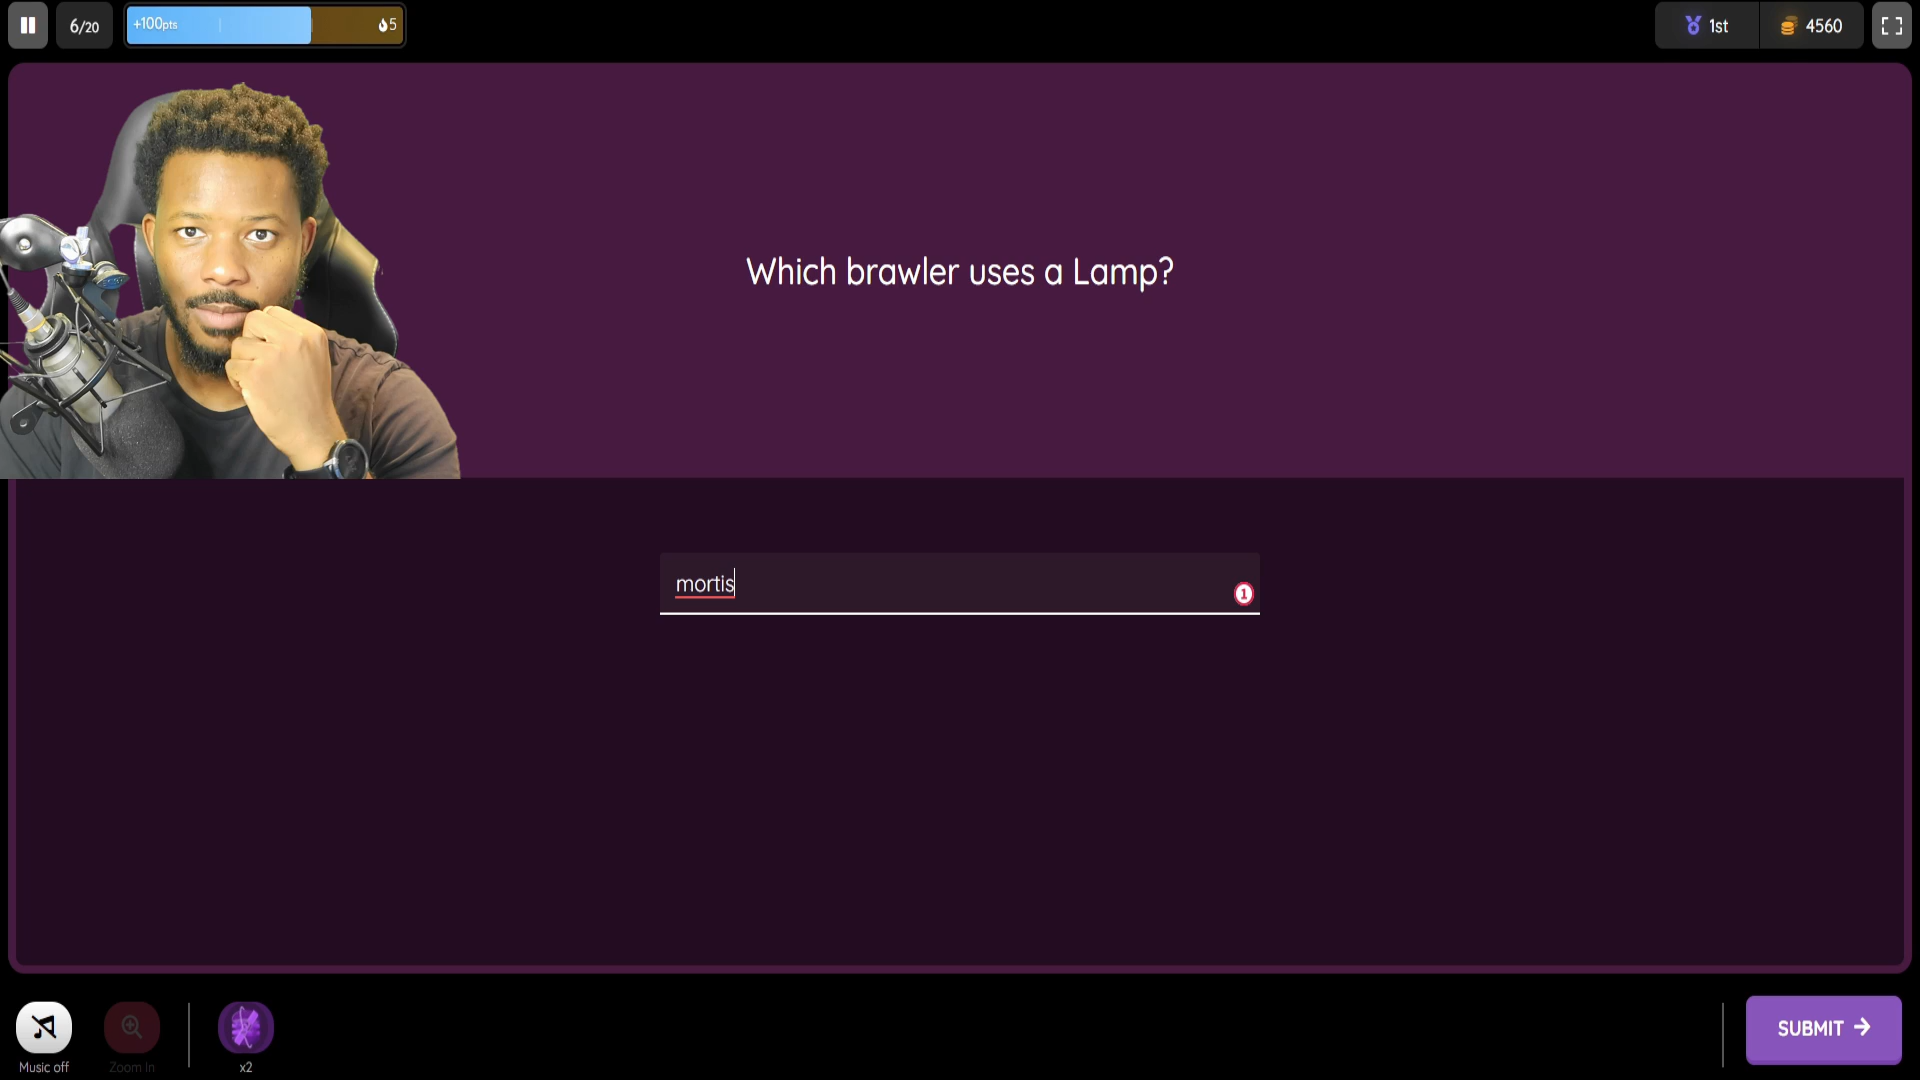 6/20
+100pts
5
1st
4560
Which brawler uses a Lamp?
mortis
1
Music off
Zoom In
x2
SUBMIT